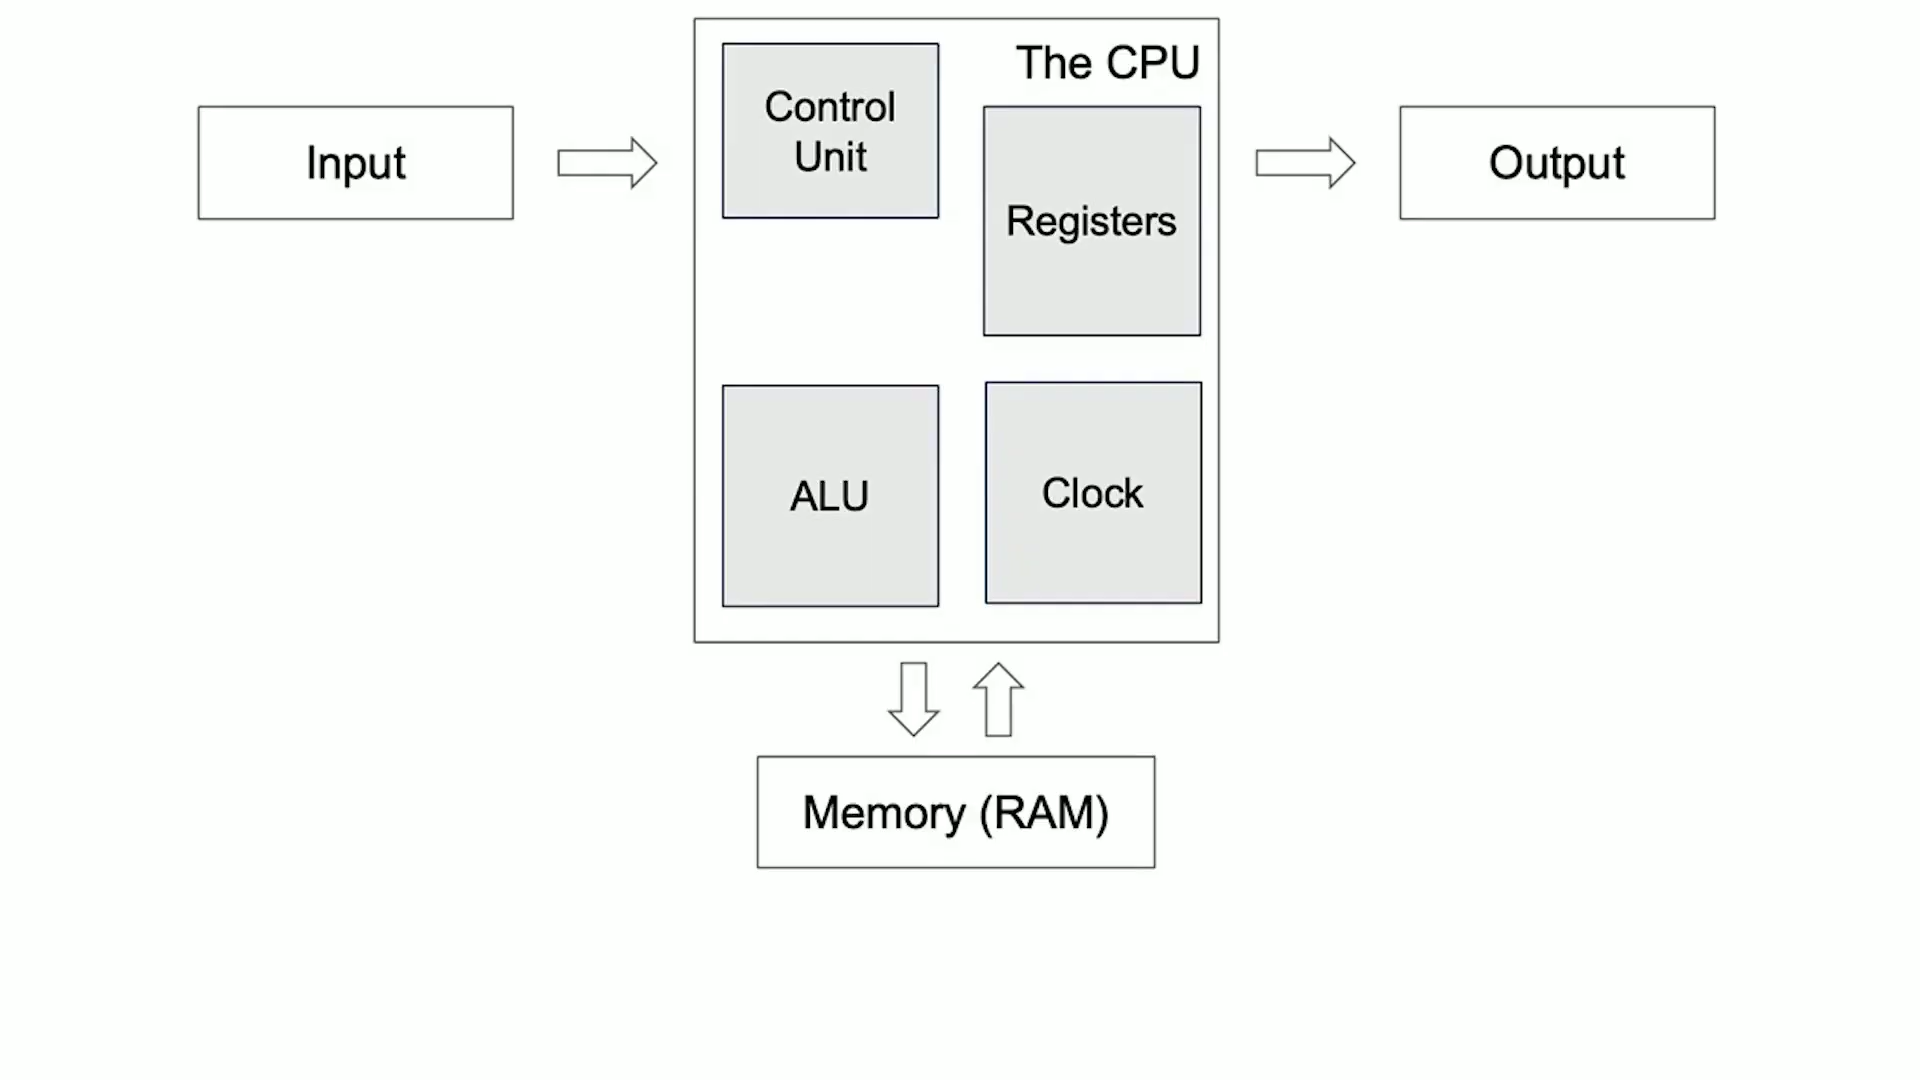 The CPU
Control
Unit
Input
Registers
Output
ALU
Clock
Memory (RAM)